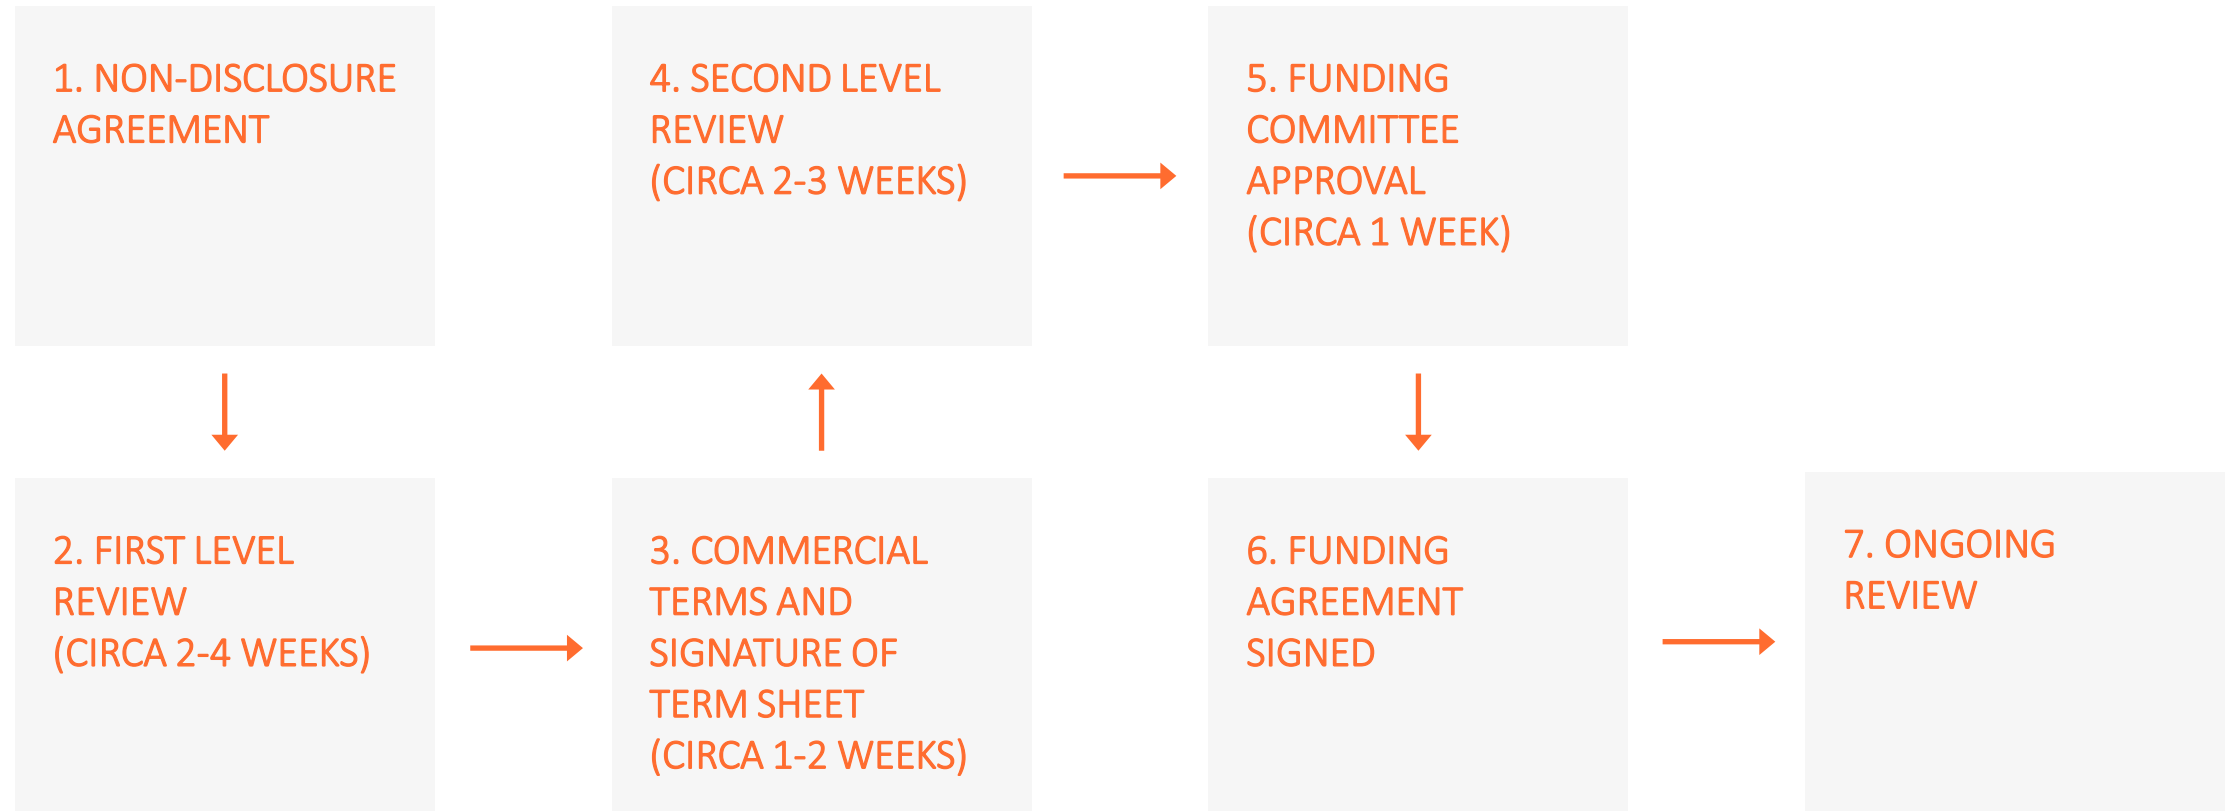 1. NON-DISCLOSURE
AGREEMENT
2. FIRST LEVEL
REVIEW
(CIRCA 2-4 WEEKS)
3. COMMERCIAL
TERMS AND
SIGNATURE OF
TERM SHEET
(CIRCA 1-2 WEEKS)
4. SECOND LEVEL
REVIEW
(CIRCA 2-3 WEEKS)
5. FUNDING
COMMITTEE
APPROVAL
(CIRCA 1 WEEK)
6. FUNDING
AGREEMENT
SIGNED
7. ONGOING
REVIEW